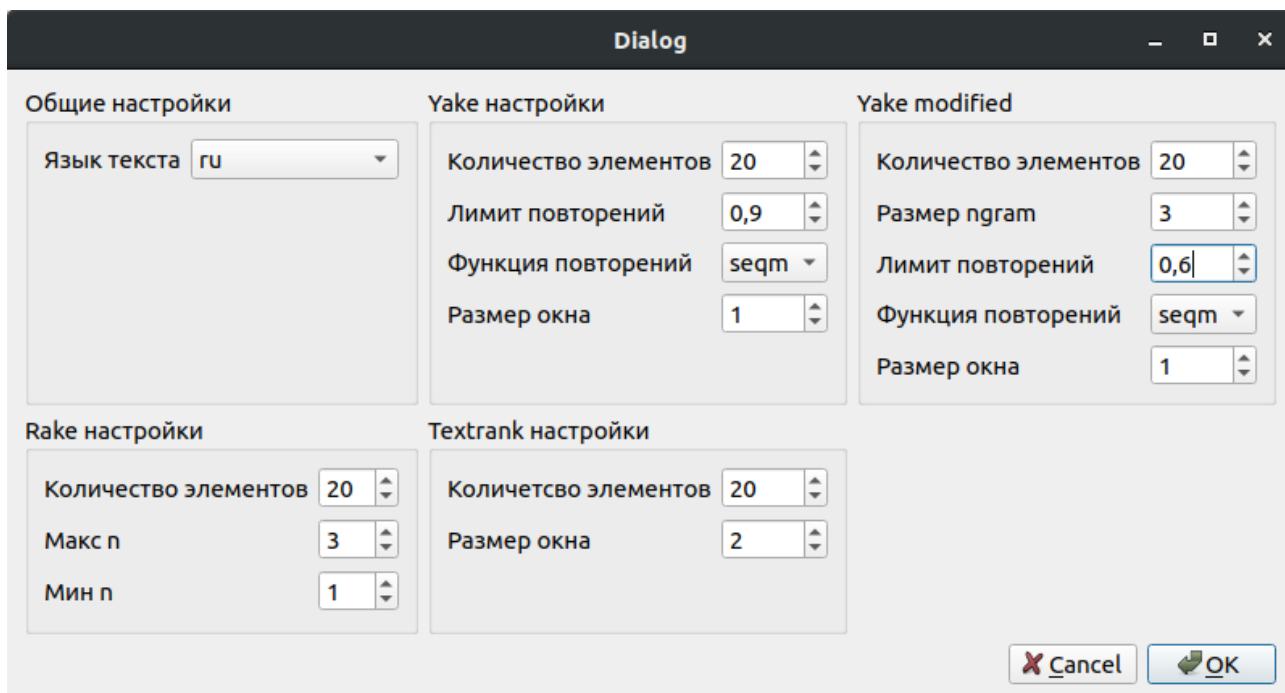 Dialog
Общие настройки
Язык текста ru
Yake настройки
Количество элементов 20
Лимит повторений 0,9
Функция повторений seqm
Размер окна 1
Yake modified
Количество элементов 20
Размер ngram 3
Лимит повторений 0,6
Функция повторений seqm
Размер окна 1
Rake настройки
Количество элементов 20
Макс n 3
Мин n 1
Textrank настройки
Количетсво элементов 20
Размер окна 2
Cancel
OK